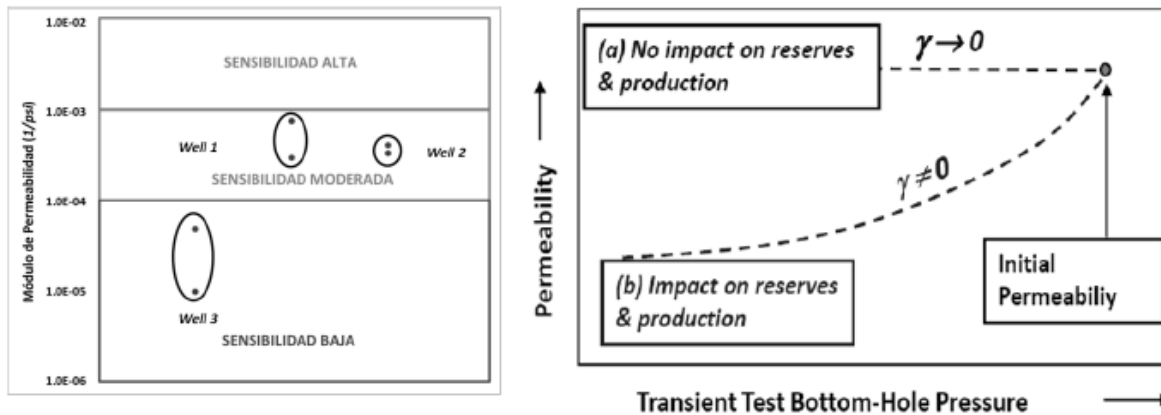 Módulo de Permeabilidad (1/psi)
1.0E-02
SENSIBILIDAD ALTA
1.0E-03
Well 1
Well 2
SENSIBILIDAD MODERADA
1.0E-04
1.0E-05
Well 3
SENSIBILIDAD BAJA
1.0E-06
Permeability
(a) No impact on reserves
& production
γ→0
γ≠0
(b) Impact on reserves
& production
Initial
Permeabiliy
Transient Test Bottom-Hole Pressure